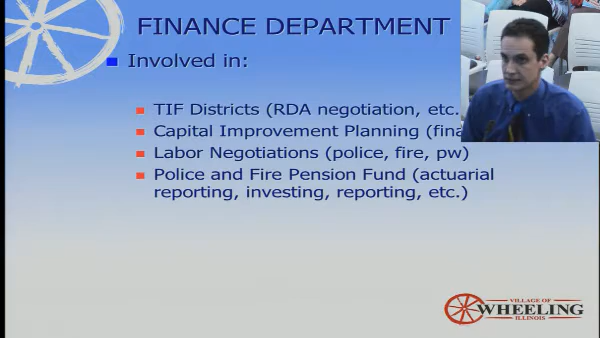 FINANCE DEPARTMENT
Involved in:
TIF Districts (RDA negotiation, etc.
Capital Improvement Planning (fina
Labor Negotiations (police, fire, pw)
Police and Fire Pension Fund (actuarial
reporting, investing, reporting, etc.)
VILLAGE OF
WHEELING
ILLINOIS